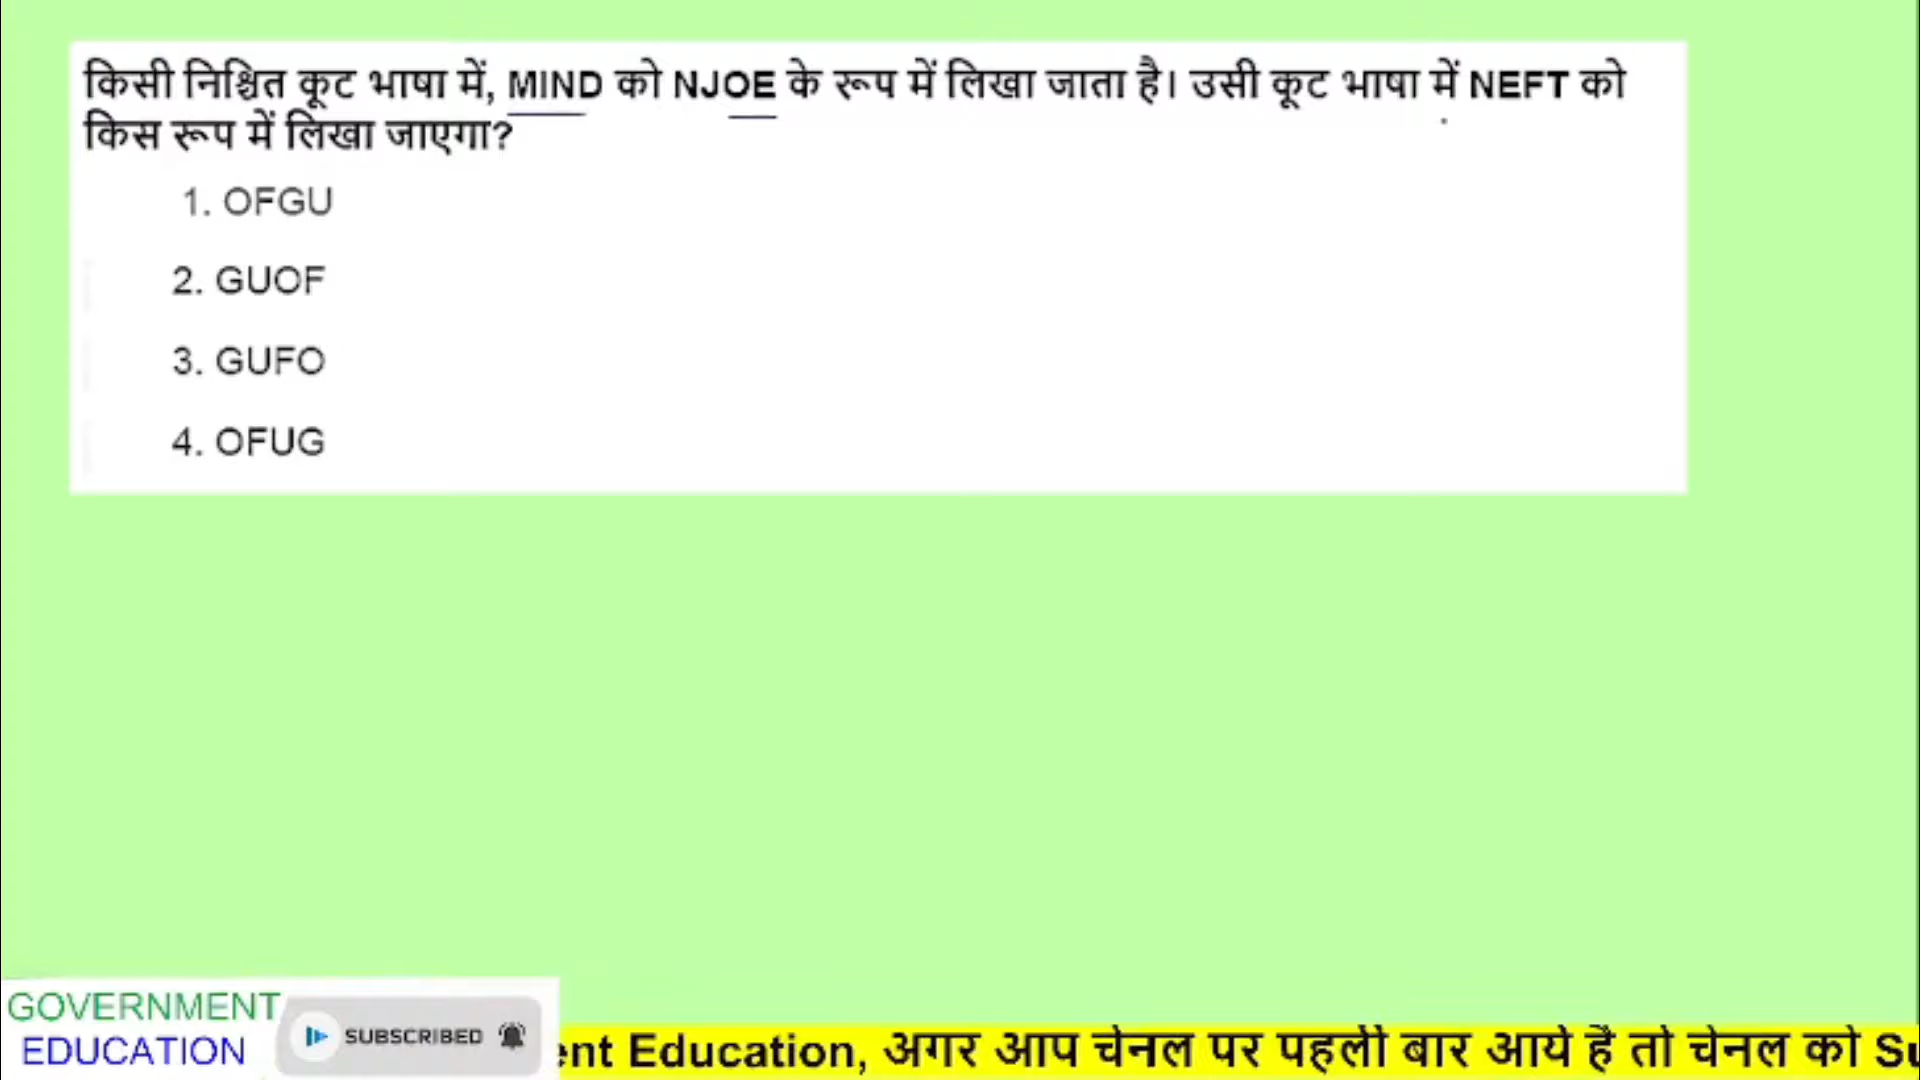 किसी निश्चित कूट भाषा में, MIND को NJOE के रूप में लिखा जाता है। उसी कूट भाषा में NEFT को
किस रूप में लिखा जाएगा?
1. OFGU
2. GUOF
3. GUFO
4. OFUG
GOVERNMENT
EDUCATION
SUBSCRIBED
ent Education, अगर आप चेनल पर पहली बार आये है तो चेनल को Su